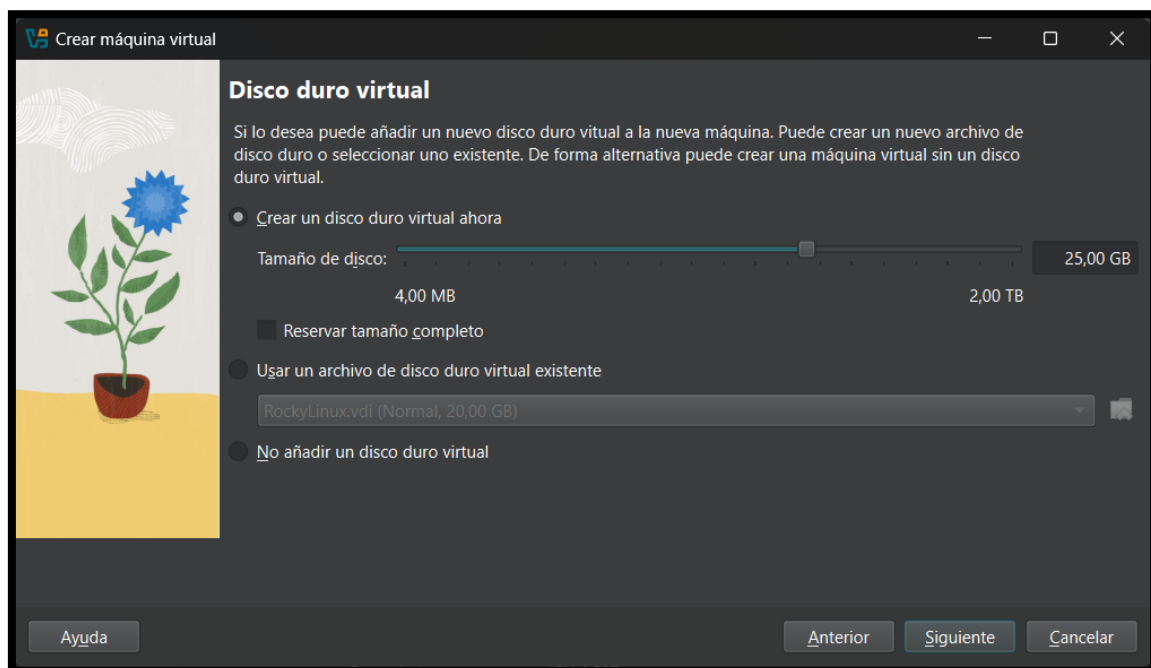 Crear máquina virtual
Disco duro virtual
Si lo desea puede añadir un nuevo disco duro vitual a la nueva máquina. Puede crear un nuevo archivo de
disco duro o seleccionar uno existente. De forma alternativa puede crear una máquina virtual sin un disco
duro virtual.
Crear un disco duro virtual ahora
Tamaño de disco:
25,00 GB
4,00 MB
2,00 TB
Reservar tamaño completo
Usar un archivo de disco duro virtual existente
RockyLinux.vdi (Normal, 20,00 GB)
No añadir un disco duro virtual
Ayuda
Anterior
Siguiente
Cancelar